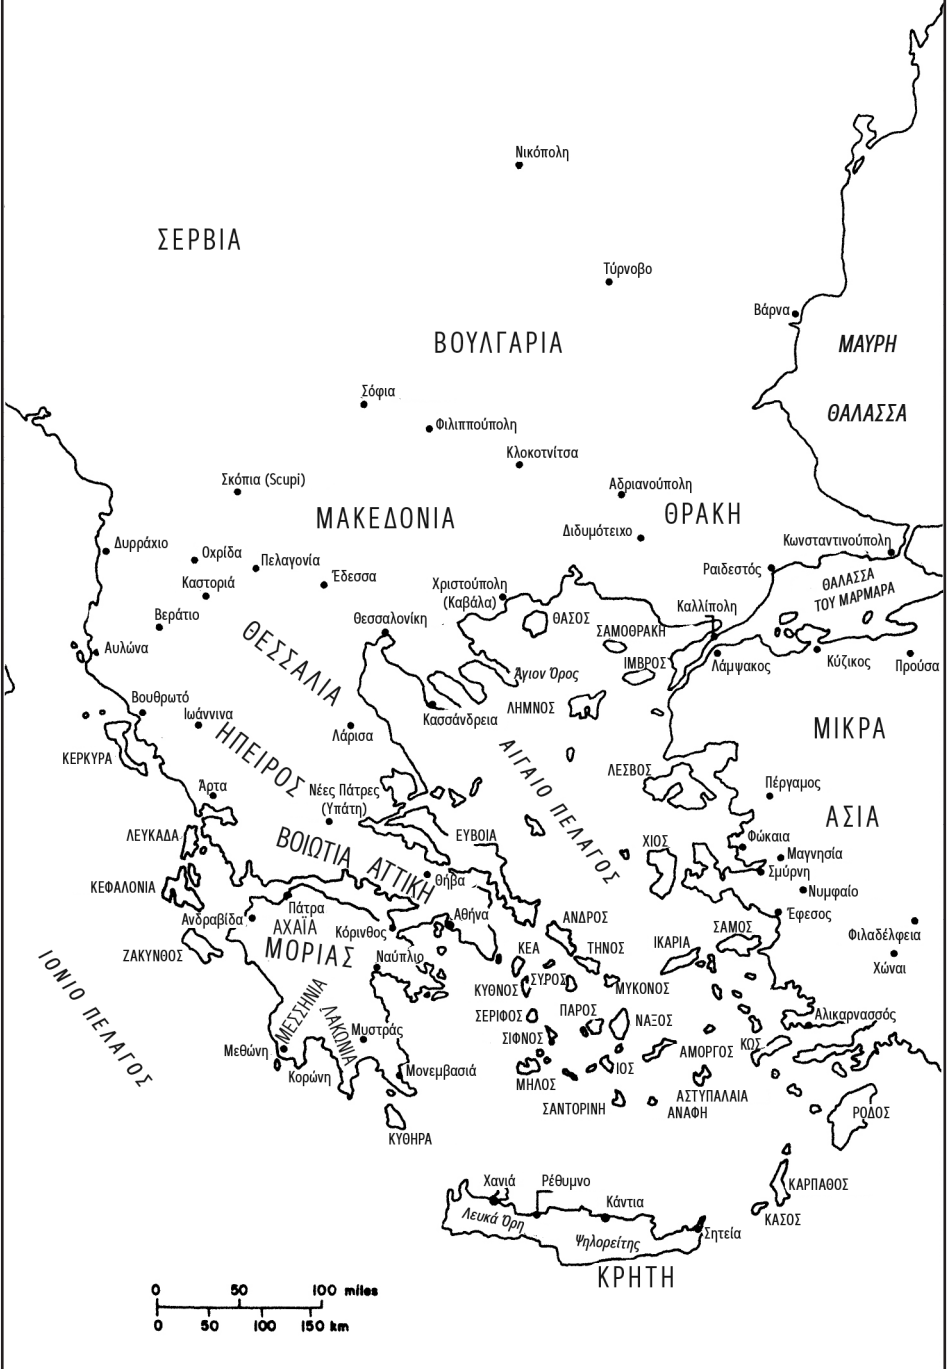 Νικόπολη
ΣΕΡΒΙΑ
Τύρνοβο
Βάρνα
ΒΟΥΛΓΑΡΙΑ
ΜΑΥΡΗ
ΘΑΛΑΣΣΑ
Σόφια
Φιλιππούπολη
Κλοκοτνίτσα
Σκόπια (Scupi)
Αδριανούπολη
ΜΑΚΕΔΟΝΙΑ
ΘΡΑΚΗ
Διδυμότειχο
Κωνσταντινούπολη
Δυρράχιο
Οχρίδα
Πελαγονία
Ραιδεστός
Καστοριά
Έδεσσα
Χριστούπολη
(Καβάλα)
ΘΑΛΑΣΣΑ
ΤΟΥ ΜΑΡΜΑΡΑ
Καλλίπολη
Βεράτιο
Θεσσαλονίκη
ΘΑΣΟΣ
ΣΑΜΟΘΡΑΚΗ
Αυλώνα
ΘΕΣΣΑΛΙΑ
ΙΜΒΡΟΣ
Λάμψακος
Κύζικος
Προύσα
Άγιον Όρος
Βουθρωτό
Ιωάννινα
Κασσάνδρεια
ΛΗΜΝΟΣ
Λάρισα
ΜΙΚΡΑ
ΚΕΡΚΥΡΑ
ΗΠΕΙΡΟΣ
ΑΙΓΑΙΟ ΠΕΛΑΓΟΣ
ΛΕΣΒΟΣ
Πέργαμος
Άρτα
Νέες Πάτρες
(Υπάτη)
ΑΣΙΑ
ΛΕΥΚΑΔΑ
ΒΟΙΩΤΙΑ
ΑΤΤΙΚΗ
ΕΥΒΟΙΑ
ΧΙΟΣ
Φώκαια
Μαγνησία
Σμύρνη
ΚΕΦΑΛΟΝΙΑ
Θήβα
Νυμφαίο
Πάτρα
Ανδραβίδα
Αθήνα
Έφεσος
ΑΧΑΪΑ
Κόρινθος
ΑΝΔΡΟΣ
ΣΑΜΟΣ
Φιλαδέλφεια
ΖΑΚΥΝΘΟΣ
ΜΟΡΙΑΣ
Ναύπλιο
ΚΕΑ
ΤΗΝΟΣ
ΙΚΑΡΙΑ
Χώναι
ΙΟΝΙΟ ΠΕΛΑΓΟΣ
ΚΥΘΝΟΣ
ΣΥΡΟΣ
ΜΥΚΟΝΟΣ
ΜΕΣΣΗΝΙΑ
ΛΑΚΩΝΙΑ
ΣΕΡΙΦΟΣ
ΠΑΡΟΣ
ΝΑΞΟΣ
Αλικαρνασσός
Μυστράς
ΣΙΦΝΟΣ
Μεθώνη
ΑΜΟΡΓΟΣ
ΚΩΣ
Κορώνη
Μονεμβασιά
ΜΗΛΟΣ
ΙΟΣ
ΣΑΝΤΟΡΙΝΗ
ΑΣΤΥΠΑΛΑΙΑ
ΑΝΑΦΗ
ΡΟΔΟΣ
ΚΥΘΗΡΑ
Χανιά
Ρέθυμνο
ΚΑΡΠΑΘΟΣ
Κάντια
ΚΑΣΟΣ
Λευκά Όρη
Ψηλορείτης
Σητεία
ΚΡΗΤΗ
0 50 100 miles
0 50 100 150 km